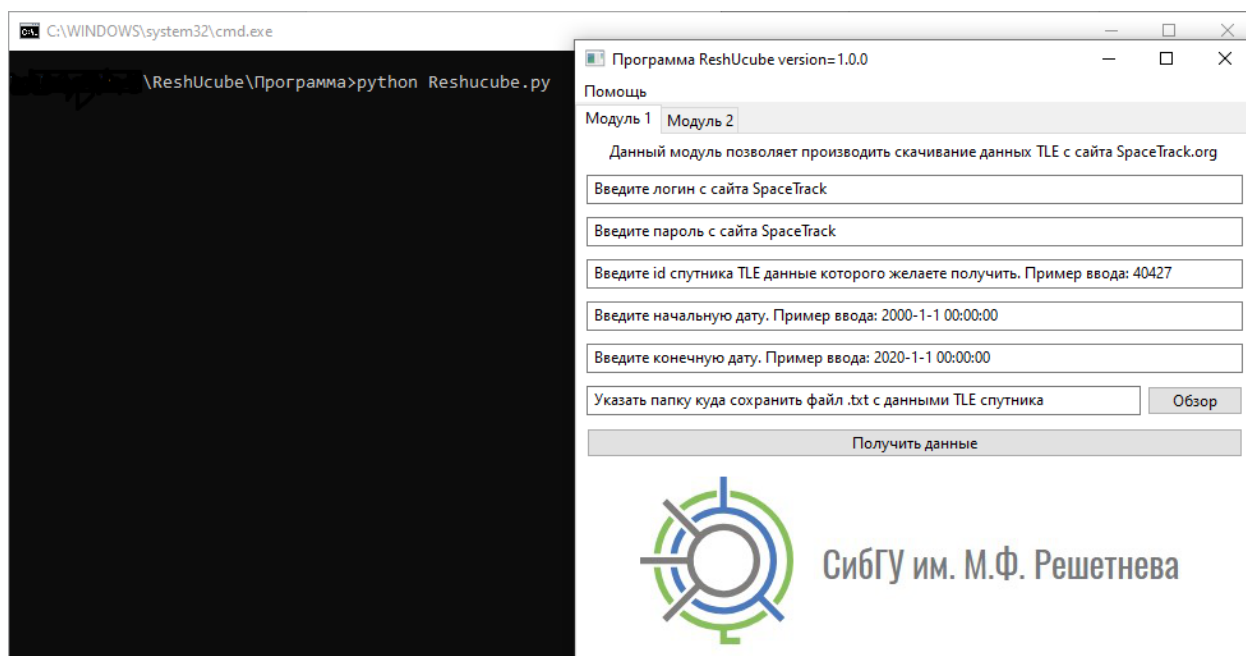 C:\WINDOWS\system32\cmd.exe
\ReshUcube\Программа>python Reshucube.py
Программа ReshUcube version=1.0.0
Помощь
Модуль 1 Модуль 2
Данный модуль позволяет производить скачивание данных TLE с сайта SpaceTrack.org
Введите логин с сайта SpaceTrack
Введите пароль с сайта SpaceTrack
Введите id спутника TLE данные которого желаете получить. Пример ввода: 40427
Введите начальную дату. Пример ввода: 2000-1-1 00:00:00
Введите конечную дату. Пример ввода: 2020-1-1 00:00:00
Указать папку куда сохранить файл .txt с данными TLE спутника Обзор
Получить данные
СибГУ им. М.Ф. Решетнева